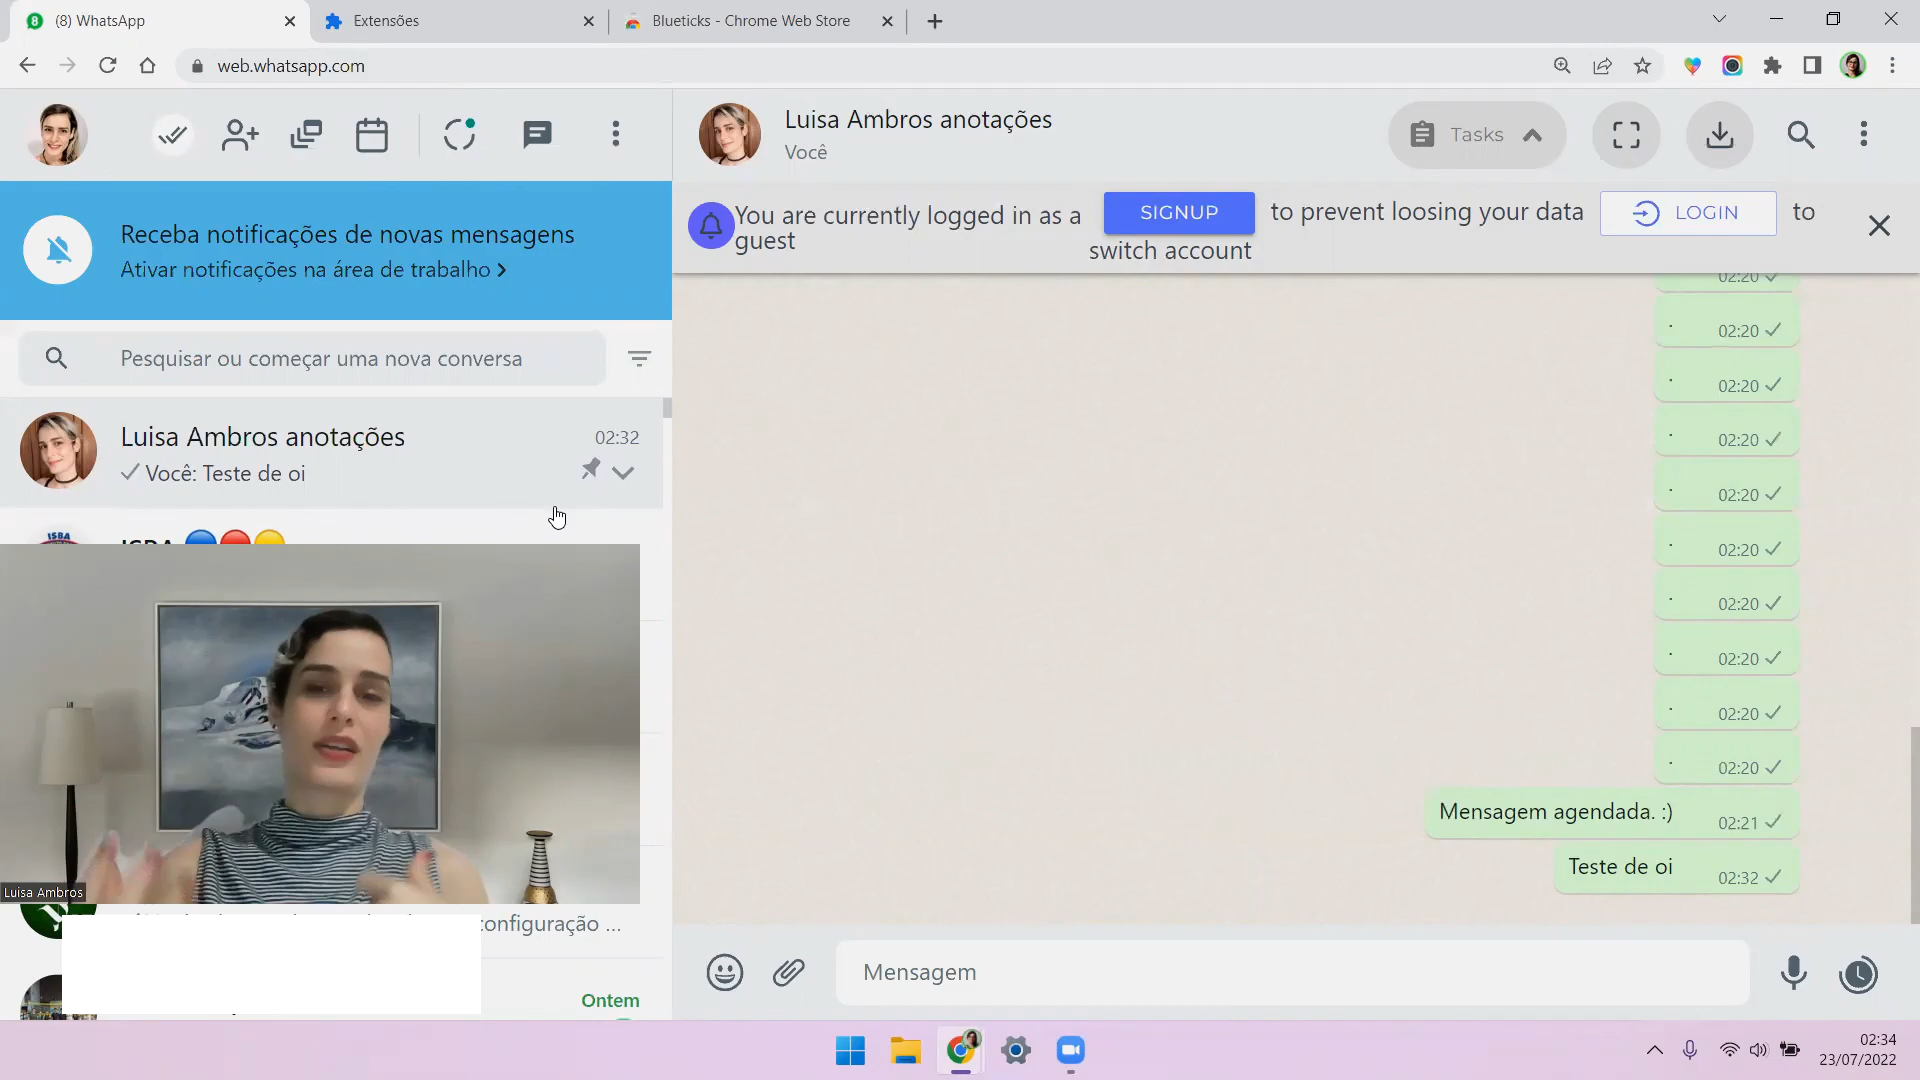 (8) WhatsApp
Extensões
Blueticks - Chrome Web Store
web.whatsapp.com
Luisa Ambros anotações
Você
Tasks
You are currently logged in as a guest
SIGNUP
to prevent loosing your data
LOGIN
to
switch account
Receba notificações de novas mensagens
Ativar notificações na área de trabalho
Pesquisar ou começar uma nova conversa
Luisa Ambros anotações
02:32
Você: Teste de oi
ISBA
ISBA
02:20
. 02:20
. 02:20
. 02:20
. 02:20
. 02:20
. 02:20
. 02:20
. 02:20
. 02:20
Mensagem agendada. :) 02:21
Teste de oi 02:32
Luisa Ambros
configuração ...
Ontem
Mensagem
02:34
23/07/2022